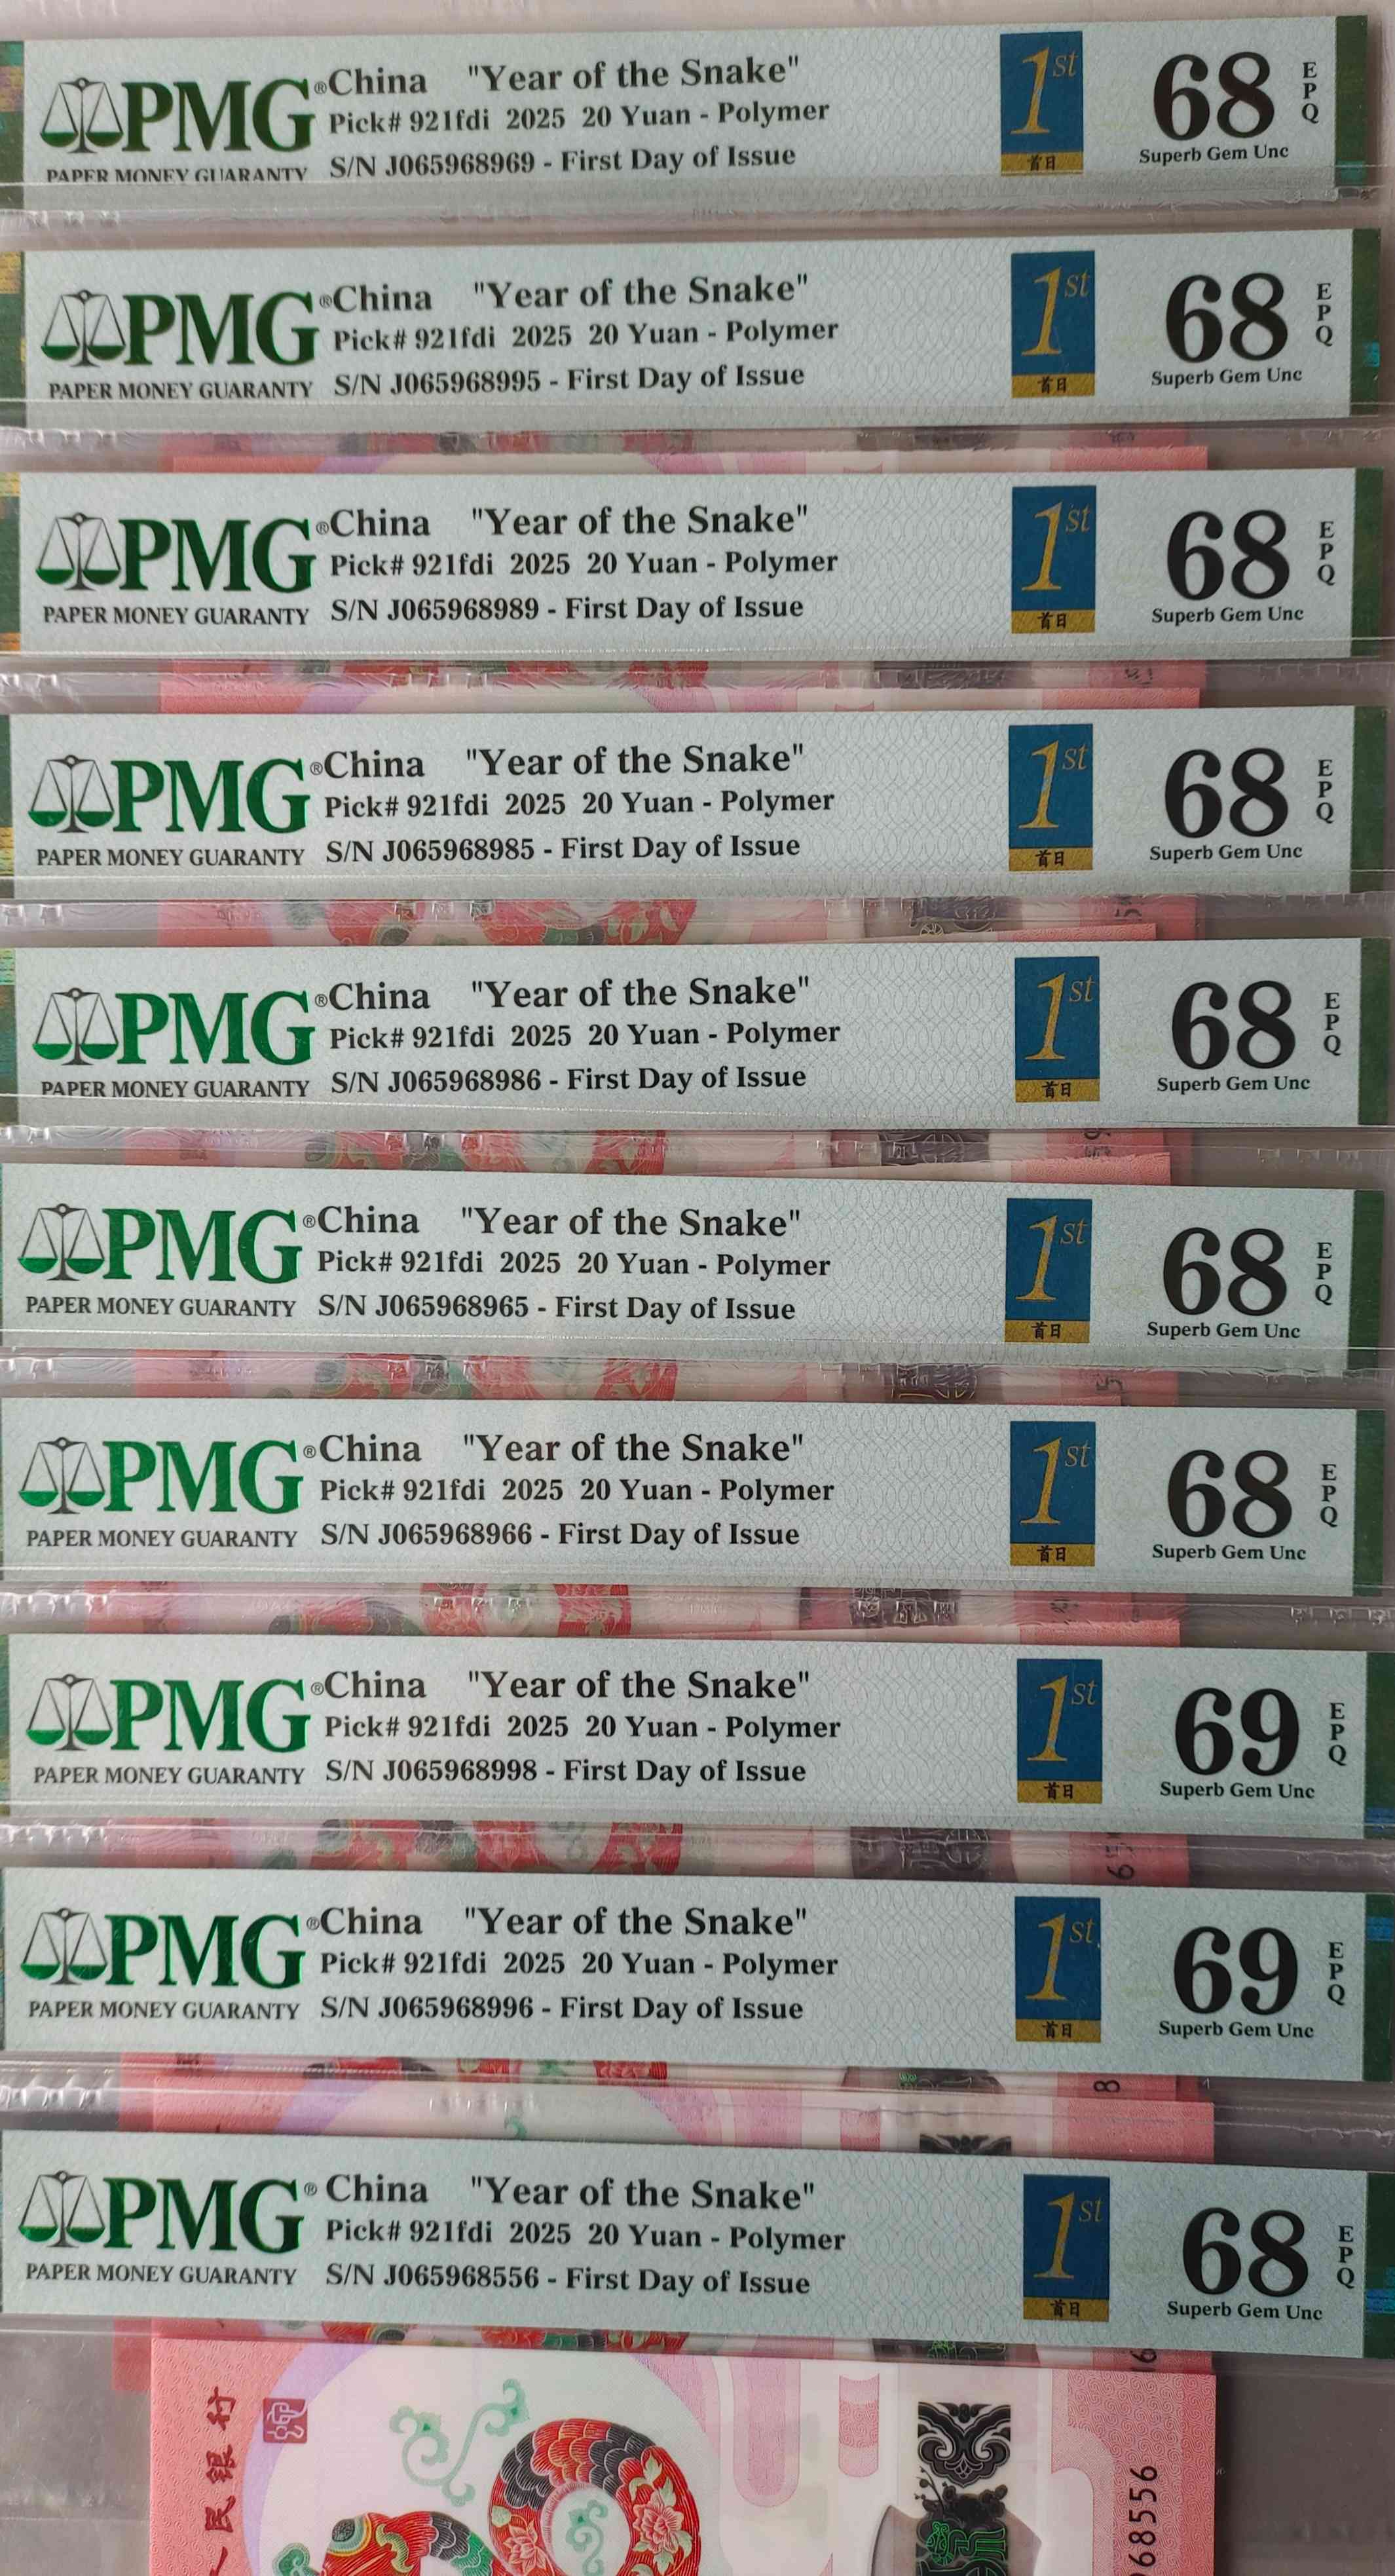 PMG® China "Year of the Snake" 1st 68 EPQ
Pick# 921fdi 2025 20 Yuan - Polymer
PAPER MONEY GUARANTY S/N J065968969 - First Day of Issue 首日 Superb Gem Unc
PMG® China "Year of the Snake" 1st 68 EPQ
Pick# 921fdi 2025 20 Yuan - Polymer
PAPER MONEY GUARANTY S/N J065968995 - First Day of Issue 首日 Superb Gem Unc
PMG® China "Year of the Snake" 1st 68 EPQ
Pick# 921fdi 2025 20 Yuan - Polymer
PAPER MONEY GUARANTY S/N J065968989 - First Day of Issue 首日 Superb Gem Unc
PMG® China "Year of the Snake" 1st 68 EPQ
Pick# 921fdi 2025 20 Yuan - Polymer
PAPER MONEY GUARANTY S/N J065968985 - First Day of Issue 首日 Superb Gem Unc
PMG® China "Year of the Snake" 1st 68 EPQ
Pick# 921fdi 2025 20 Yuan - Polymer
PAPER MONEY GUARANTY S/N J065968986 - First Day of Issue 首日 Superb Gem Unc
PMG® China "Year of the Snake" 1st 68 EPQ
Pick# 921fdi 2025 20 Yuan - Polymer
PAPER MONEY GUARANTY S/N J065968965 - First Day of Issue 首日 Superb Gem Unc
PMG® China "Year of the Snake" 1st 68 EPQ
Pick# 921fdi 2025 20 Yuan - Polymer
PAPER MONEY GUARANTY S/N J065968966 - First Day of Issue 首日 Superb Gem Unc
PMG® China "Year of the Snake" 1st 69 EPQ
Pick# 921fdi 2025 20 Yuan - Polymer
PAPER MONEY GUARANTY S/N J065968998 - First Day of Issue 首日 Superb Gem Unc
PMG® China "Year of the Snake" 1st 69 EPQ
Pick# 921fdi 2025 20 Yuan - Polymer
PAPER MONEY GUARANTY S/N J065968996 - First Day of Issue 首日 Superb Gem Unc
PMG® China "Year of the Snake" 1st 68 EPQ
Pick# 921fdi 2025 20 Yuan - Polymer
PAPER MONEY GUARANTY S/N J065968556 - First Day of Issue 首日 Superb Gem Unc
民银行
68556